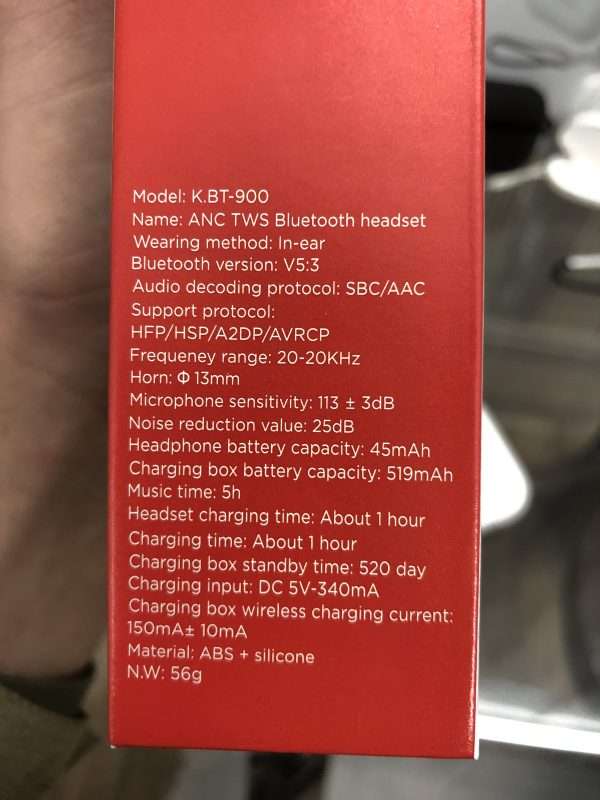 Model: K.BT-900
Name: ANC TWS Bluetooth headset
Wearing method: In-ear
Bluetooth version: V5:3
Audio decoding protocol: SBC/AAC
Support protocol:
HFP/HSP/A2DP/AVRCP
Frequeney range: 20-20KHz
Horn: Φ 13mm
Microphone sensitivity: 113 ± 3dB
Noise reduction value: 25dB
Headphone battery capacity: 45mAh
Charging box battery capacity: 519mAh
Music time: 5h
Headset charging time: About 1 hour
Charging time: About 1 hour
Charging box standby time: 520 day
Charging input: DC 5V-340mA
Charging box wireless charging current:
150mA± 10mA
Material: ABS + silicone
N.W: 56g